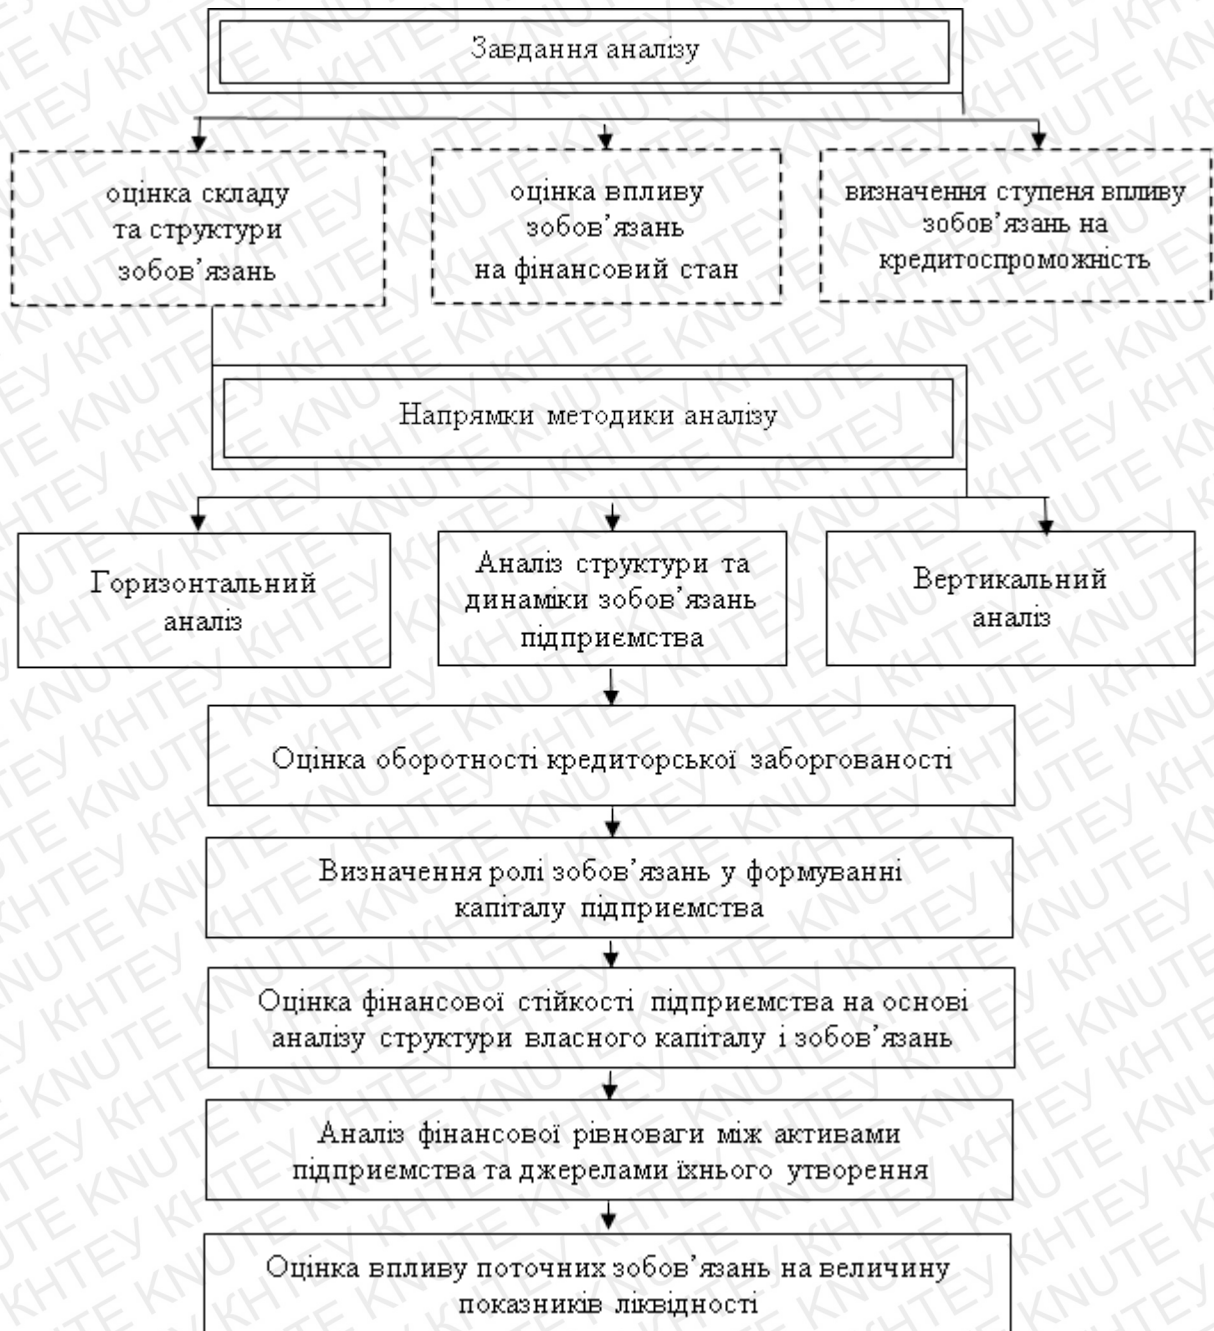 Завдання аналізу
оцінка складу
та структури
зобов’язань
оцінка впливу
зобов’язань
на фінансовий стан
визначення ступеня впливу
зобов’язань на
кредитоспроможність
Напрямки методики аналізу
Горизонтальний
аналіз
Аналіз структури та
динаміки зобов’язань
підприємства
Вертикальний
аналіз
Оцінка оборотності кредиторської заборгованості
Визначення ролі зобов’язань у формуванні
капіталу підприємства
Оцінка фінансової стійкості підприємства на основі
аналізу структури власного капіталу і зобов’язань
Аналіз фінансової рівноваги між активами
підприємства та джерелами їхнього утворення
Оцінка впливу поточних зобов’язань на величину
показників ліквідності